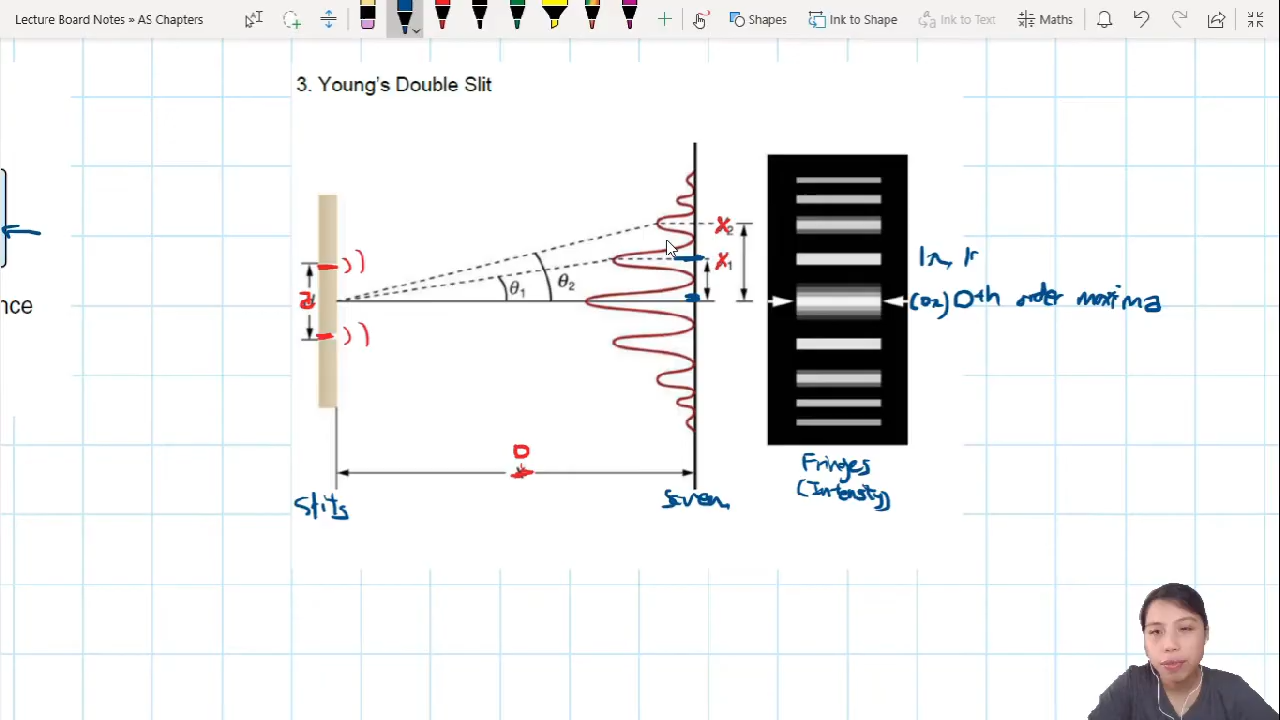 Lecture Board Notes » AS Chapters
Shapes
Ink to Shape
Ink to Text
Maths
3. Young's Double Slit
nce
a
θ1
θ2
x2
x1
D
Slits
Screen
Fringes
(Intensity)
(0λ) 0th order maxima